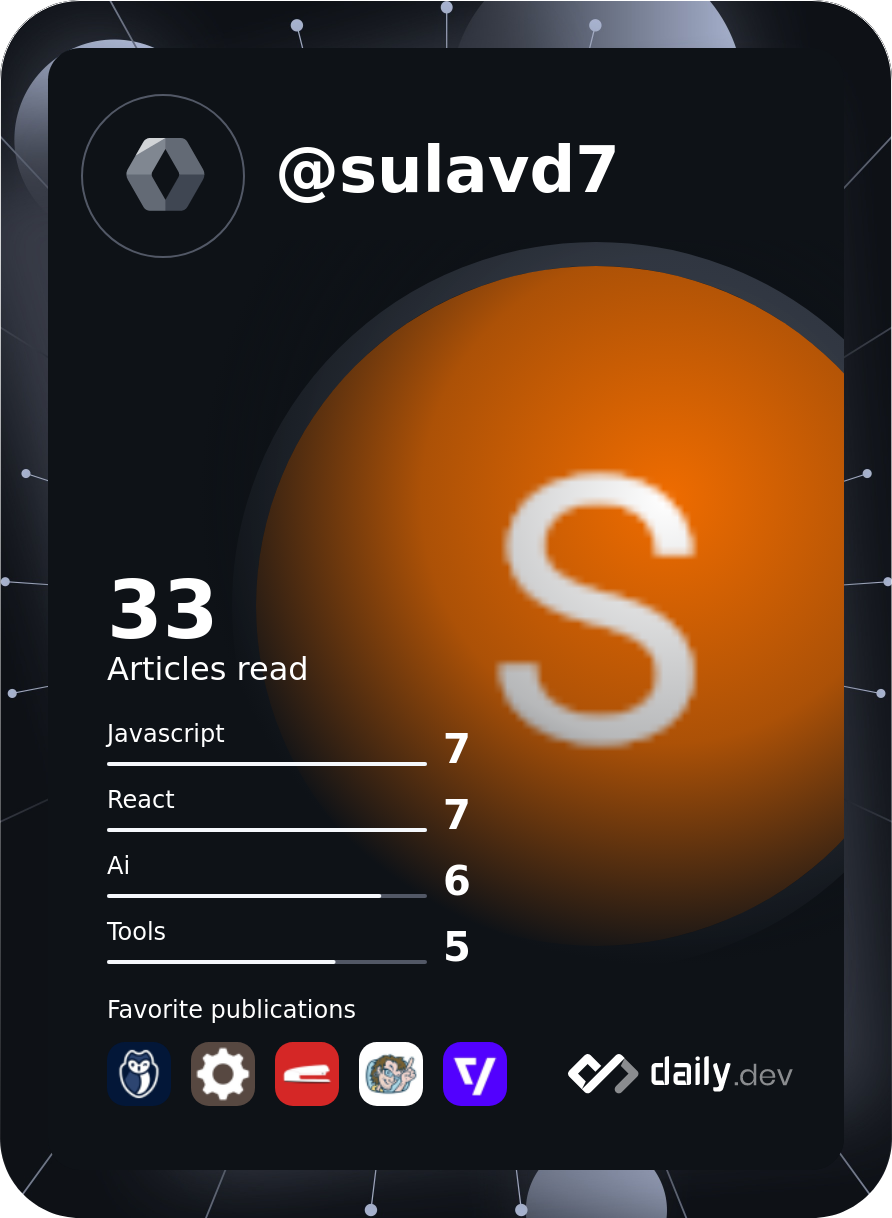 @sulavd7
S
33
Articles read
Javascript
7
React
7
Ai
6
Tools
5
Favorite publications
daily.dev